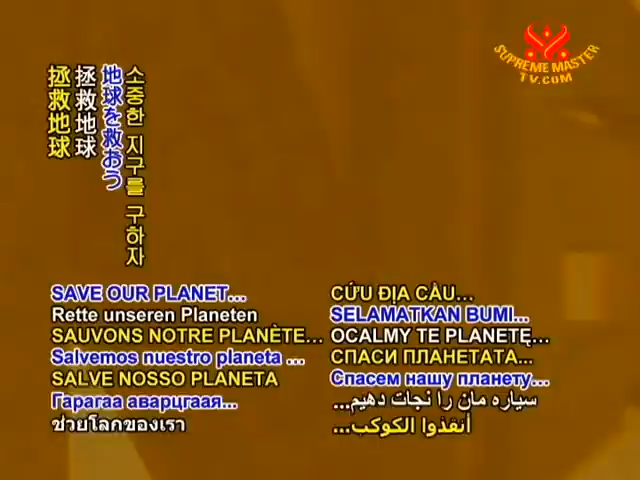 SUPREME MASTER
TV.COM
拯救地球
拯救地球
地球を救おう
소중한 지구를 구하자
SAVE OUR PLANET...
Rette unseren Planeten
SAUVONS NOTRE PLANÈTE...
Salvemos nuestro planeta ...
SALVE NOSSO PLANETA
Гарагаа аварцгаая...
ช่วยโลกของเรา
CỨU ĐỊA CẦU...
SELAMATKAN BUMI...
OCALMY TE PLANETĘ...
СПАСИ ПЛАНЕТАТА...
Спасем нашу планету...
سیاره مان را نجات دهیم...
أنقذوا الكوكب...